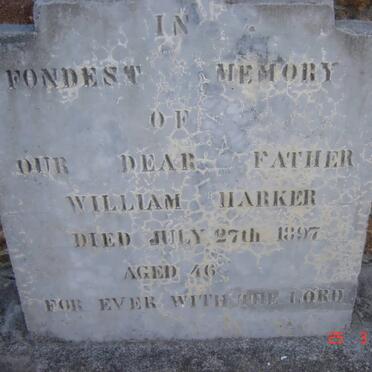 IN
FONDEST MEMORY
OF
OUR DEAR FATHER
WILLIAM HARKER
DIED JULY 27th 1897
AGED 46
FOR EVER WITH THE LORD
25